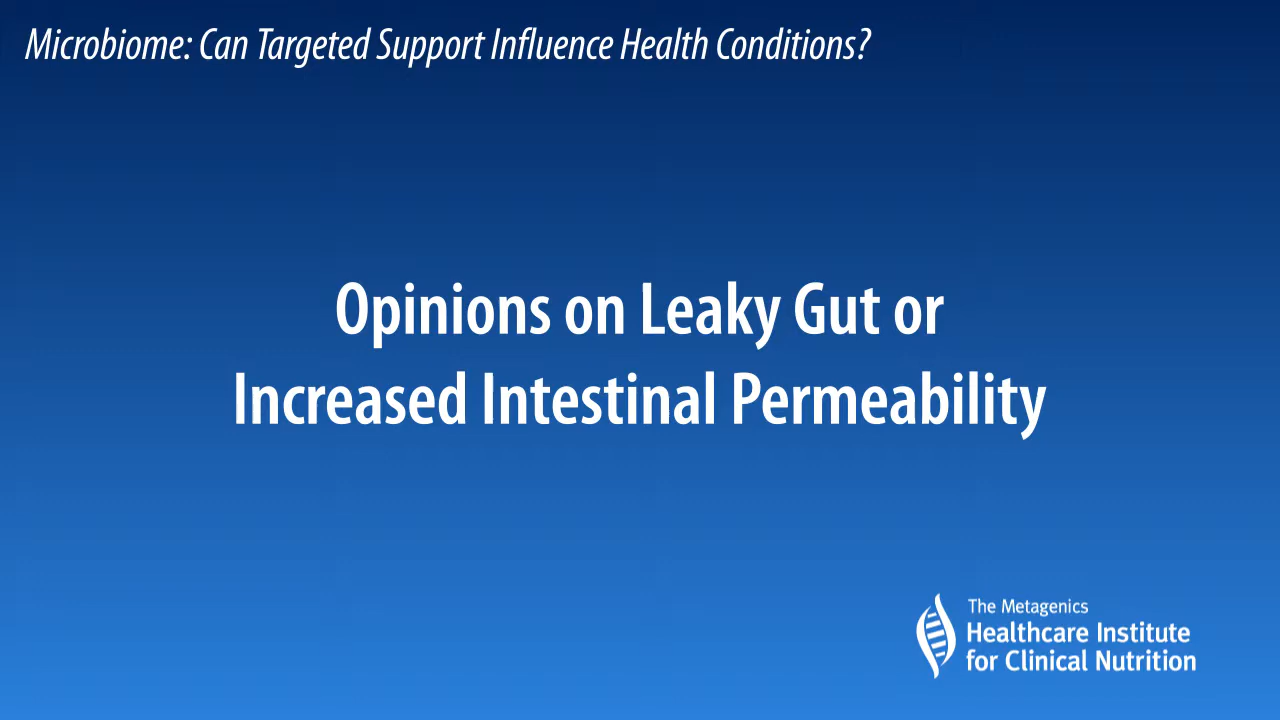 Microbiome: Can Targeted Support Influence Health Conditions?
Opinions on Leaky Gut or
Increased Intestinal Permeability
The Metagenics
Healthcare Institute
for Clinical Nutrition